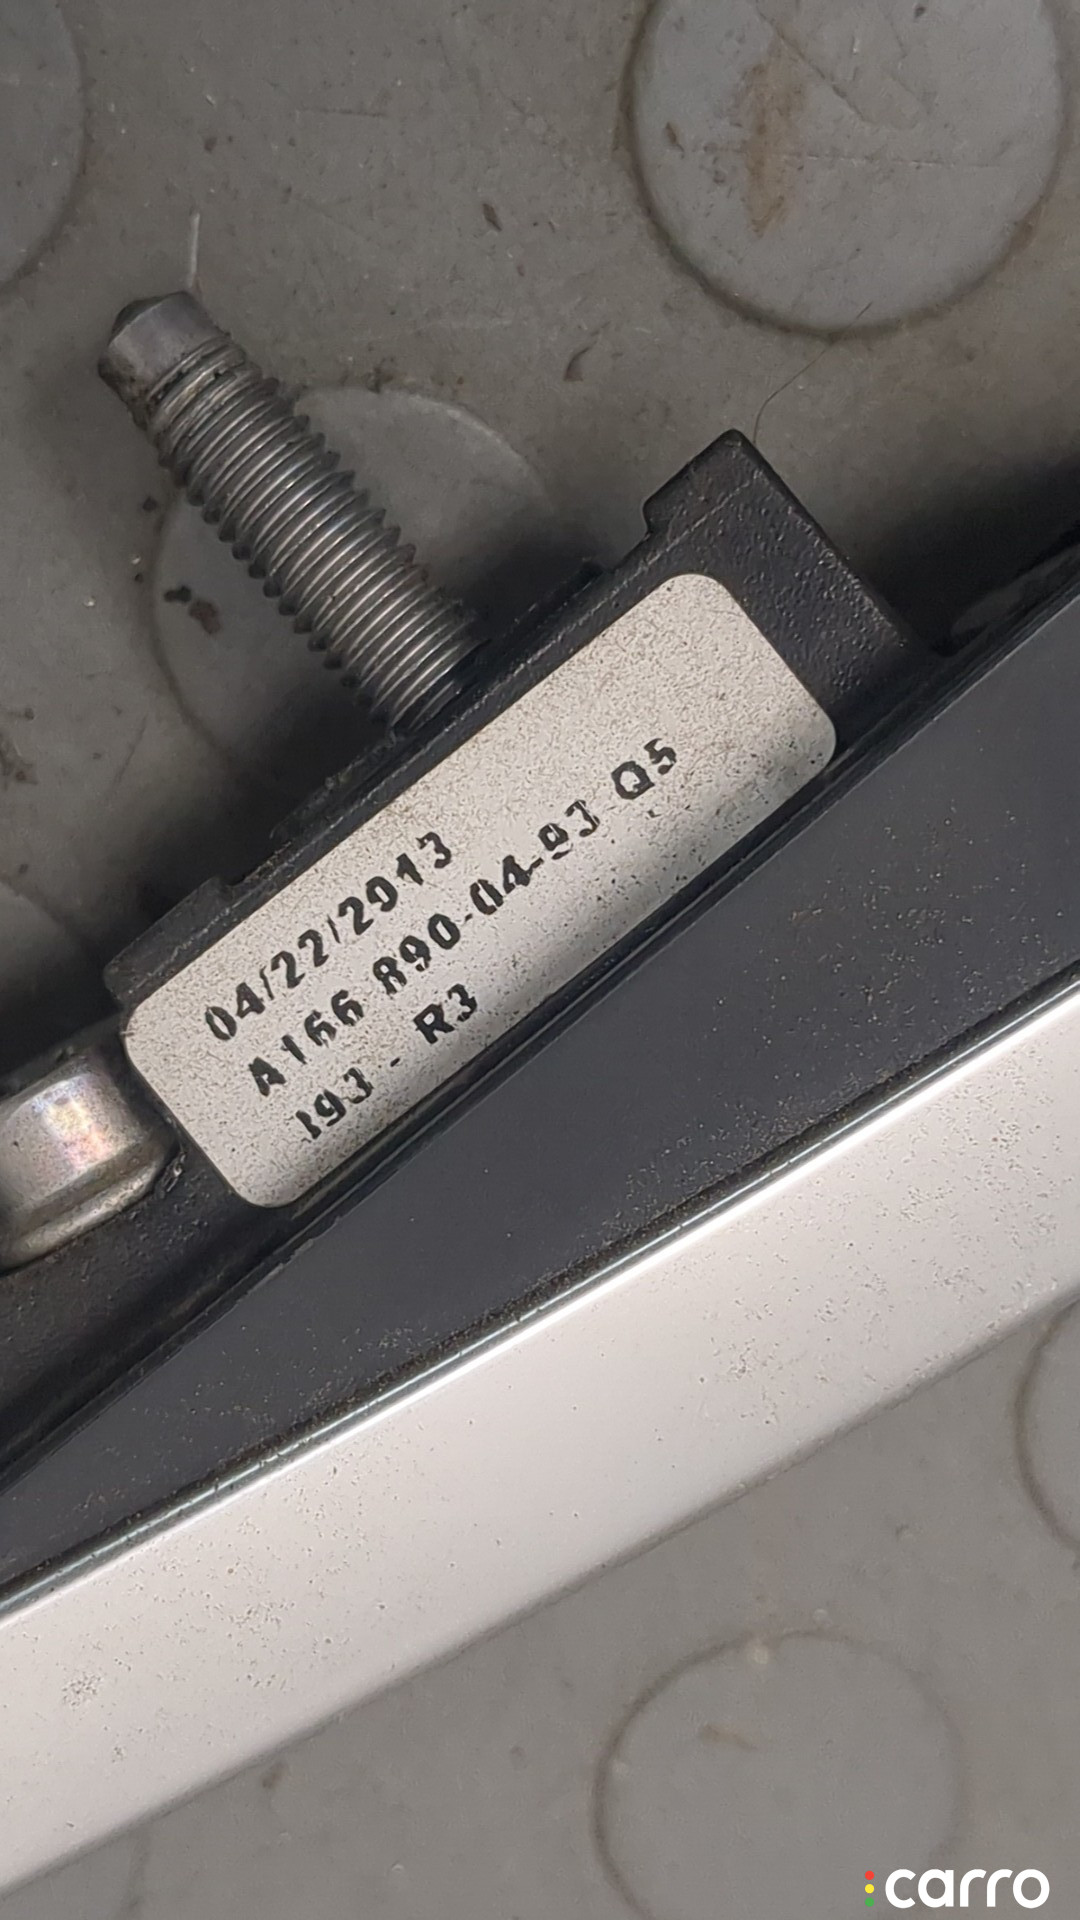 04/22/2013
A166 890-04-93 Q5
193 - R3
carro